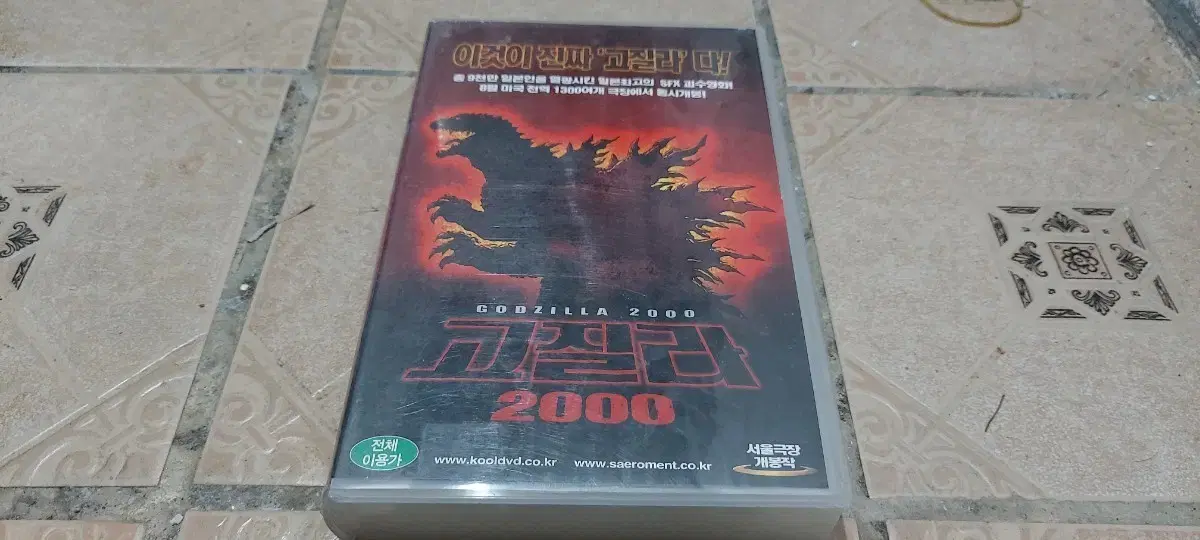 이것이 진짜 '고질라' 다!
총 9천만 일본인을 열광시킨 일본최고의 SFX 괴수영화!
8월 미국 전역 1300여개 극장에서 동시개봉!
GODZILLA 2000
고질라
2000
전체
이용가
www.kooldvd.co.kr www.saeroment.co.kr
서울극장
개봉작